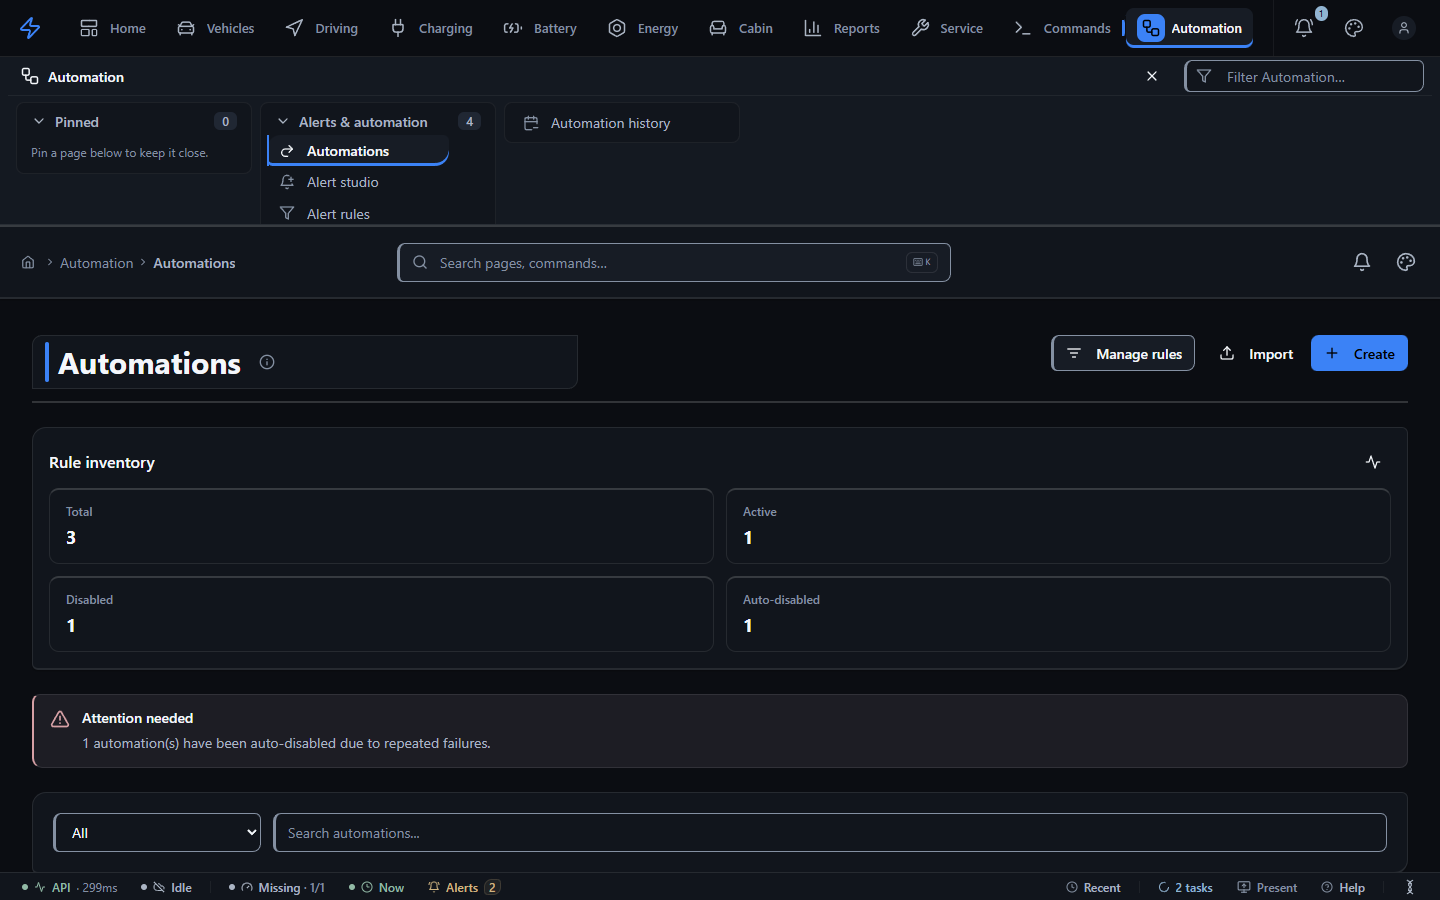 Home
Vehicles
Driving
Charging
Battery
Energy
Cabin
Reports
Service
Commands
Automation
1
Automation
Filter Automation...
Pinned
0
Pin a page below to keep it close.
Alerts & automation
4
Automations
Alert studio
Alert rules
Automation history
Automation
Automations
Search pages, commands...
K
Automations
Manage rules
Import
Create
Rule inventory
Total
3
Active
1
Disabled
1
Auto-disabled
1
Attention needed
1 automation(s) have been auto-disabled due to repeated failures.
All
Search automations...
API · 299ms
Idle
Missing · 1/1
Now
Alerts 2
Recent
2 tasks
Present
Help